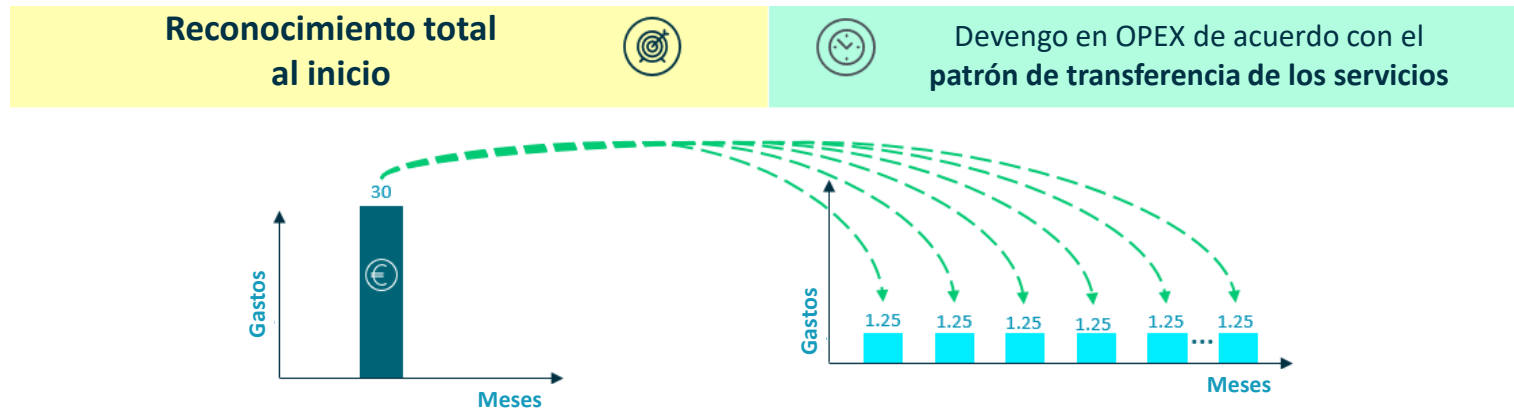 Reconocimiento total
al inicio
Devengo en OPEX de acuerdo con el
patrón de transferencia de los servicios
30
€
Gastos
Meses
Gastos
1.25 1.25 1.25 1.25 1.25 ... 1.25
Meses